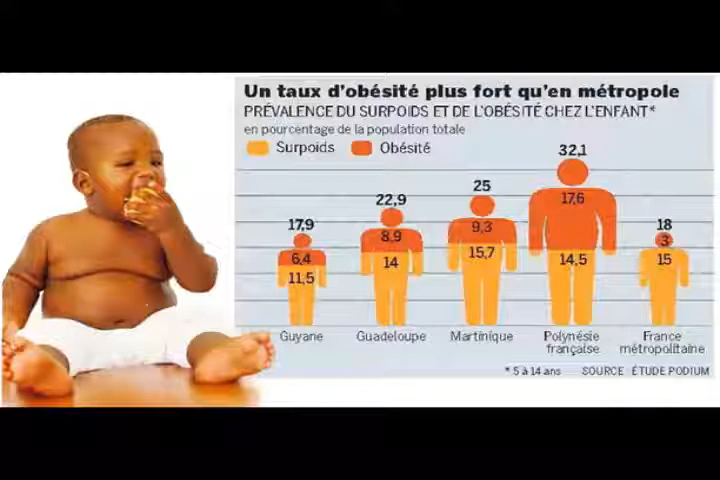 Un taux d'obésité plus fort qu'en métropole
PRÉVALENCE DU SURPOIDS ET DE L'OBÉSITÉ CHEZ L'ENFANT*
en pourcentage de la population totale
Surpoids Obésité
17,9 22,9 25 32,1 18
6,4 8,9 9,3 17,6 3
11,5 14 15,7 14,5 15
Guyane Guadeloupe Martinique Polynésie française France métropolitaine
* 5 à 14 ans SOURCE : ÉTUDE PODIUM